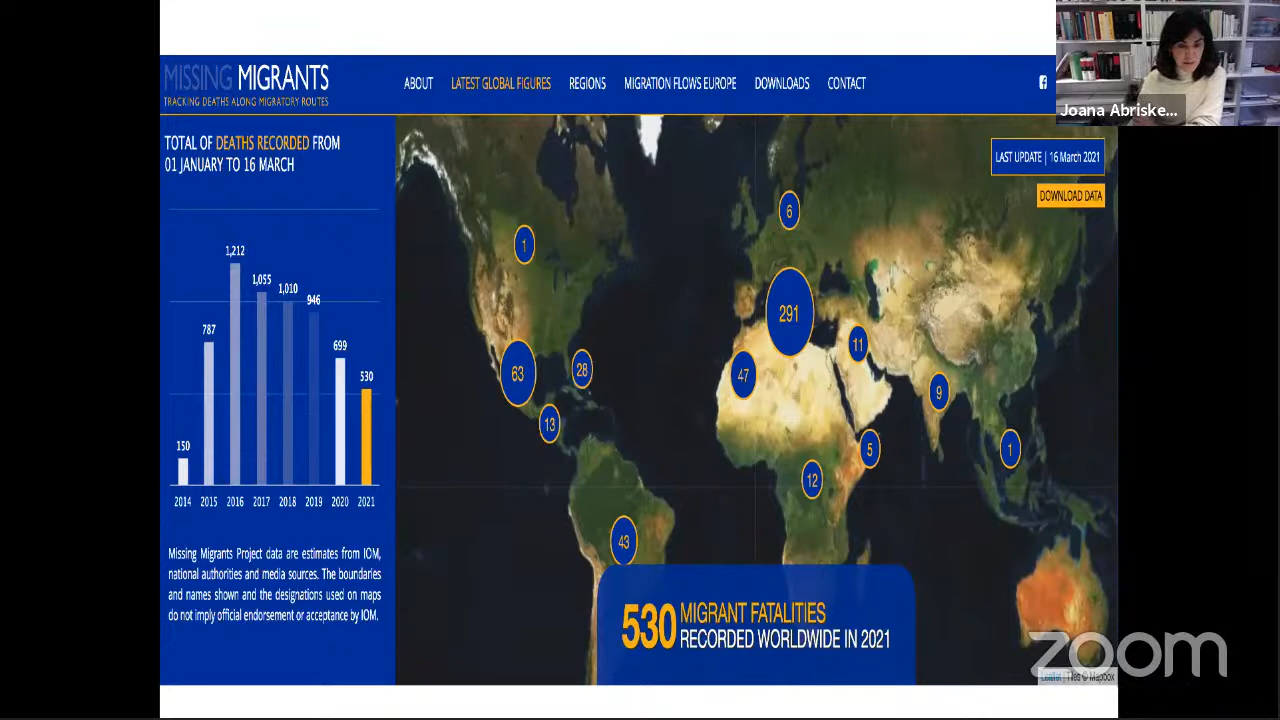 MISSING MIGRANTS
TRACKING DEATHS ALONG MIGRATORY ROUTES
ABOUT
LATEST GLOBAL FIGURES
REGIONS
MIGRATION FLOWS EUROPE
DOWNLOADS
CONTACT
Joana Abriske...
TOTAL OF DEATHS RECORDED FROM
01 JANUARY TO 16 MARCH
LAST UPDATE | 16 March 2021
DOWNLOAD DATA
1,212
1,055
1,010
946
787
699
530
150
2014 2015 2016 2017 2018 2019 2020 2021
Missing Migrants Project data are estimates from IOM,
national authorities and media sources. The boundaries
and names shown and the designations used on maps
do not imply official endorsement or acceptance by IOM.
6
1
291
11
63
28
47
9
13
5
1
12
43
530 MIGRANT FATALITIES
RECORDED WORLDWIDE IN 2021
zoom
Leaflet | Tiles © Mapbox